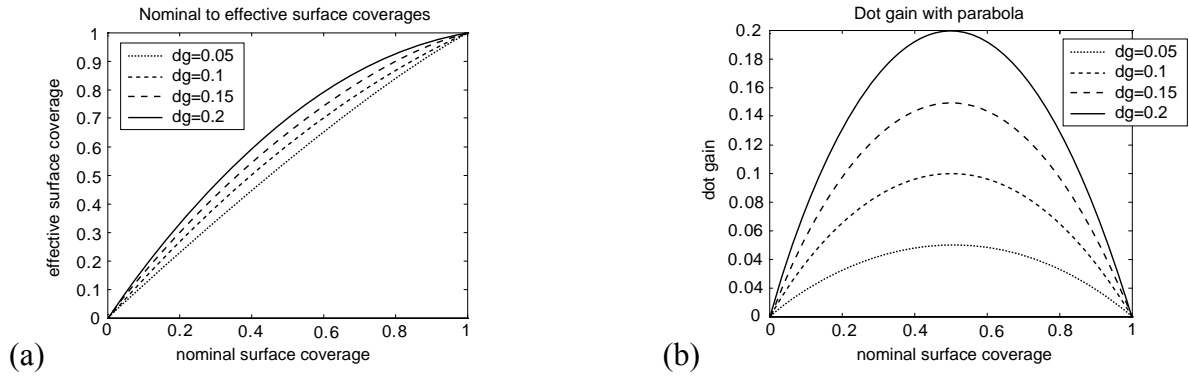 Nominal to effective surface coverages
1
0.9
0.8
0.7
0.6
0.5
0.4
0.3
0.2
0.1
0
effective surface coverage
dg=0.05
dg=0.1
dg=0.15
dg=0.2
0 0.2 0.4 0.6 0.8 1
nominal surface coverage
(a)
Dot gain with parabola
0.2
0.18
0.16
0.14
0.12
0.1
0.08
0.06
0.04
0.04
0
dot gain
dg=0.05
dg=0.1
dg=0.15
dg=0.2
0 0.2 0.4 0.6 0.8 1
nominal surface coverage
(b)